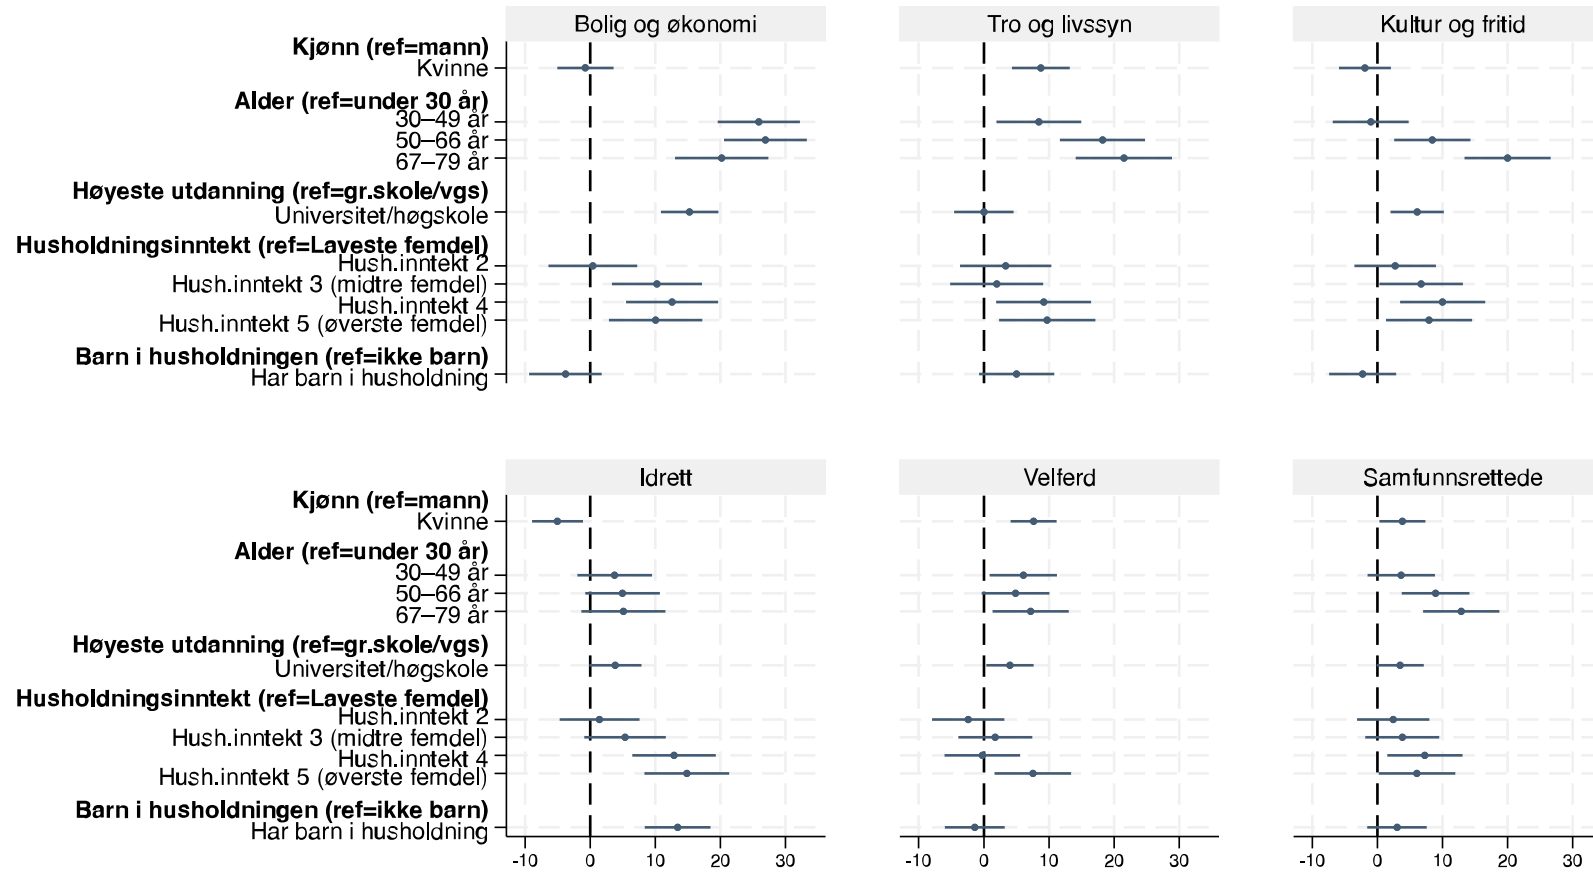 Bolig og økonomi Tro og livssyn Kultur og fritid
Kjønn (ref=mann)
Kvinne
Alder (ref=under 30 år)
30–49 år
50–66 år
67–79 år
Høyeste utdanning (ref=gr.skole/vgs)
Universitet/høgskole
Husholdningsinntekt (ref=Laveste femdel)
Hush.inntekt 2
Hush.inntekt 3 (midtre femdel)
Hush.inntekt 4
Hush.inntekt 5 (øverste femdel)
Barn i husholdningen (ref=ikke barn)
Har barn i husholdning
Idrett Velferd Samfunnsrettede
Kjønn (ref=mann)
Kvinne
Alder (ref=under 30 år)
30–49 år
50–66 år
67–79 år
Høyeste utdanning (ref=gr.skole/vgs)
Universitet/høgskole
Husholdningsinntekt (ref=Laveste femdel)
Hush.inntekt 2
Hush.inntekt 3 (midtre femdel)
Hush.inntekt 4
Hush.inntekt 5 (øverste femdel)
Barn i husholdningen (ref=ikke barn)
Har barn i husholdning
-10 0 10 20 30 -10 0 10 20 30 -10 0 10 20 30